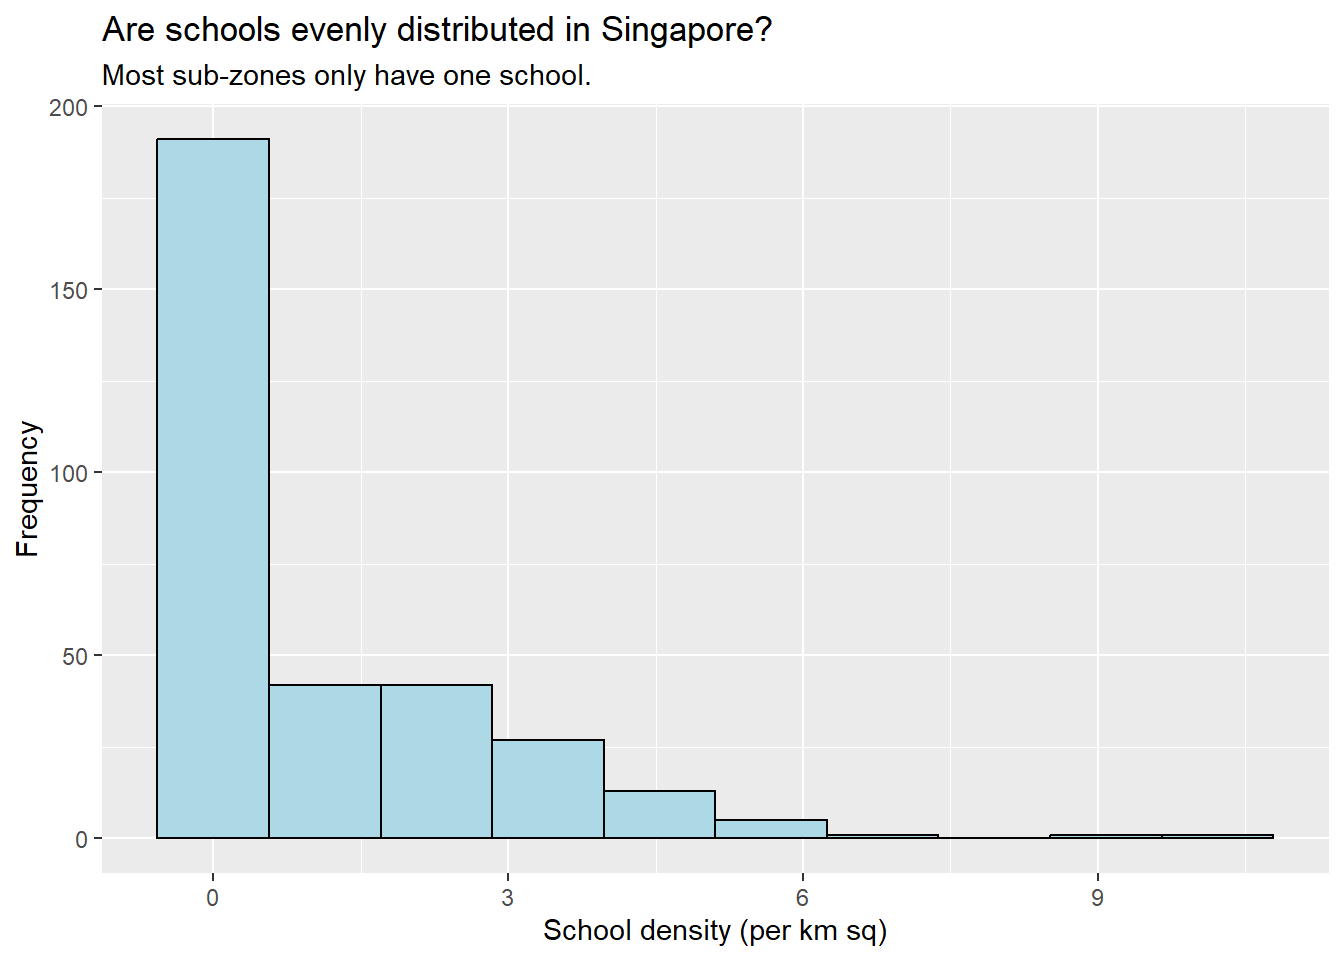 Are schools evenly distributed in Singapore?
Most sub-zones only have one school.
200
150
100
50
0
Frequency
0 3 6 9
School density (per km sq)